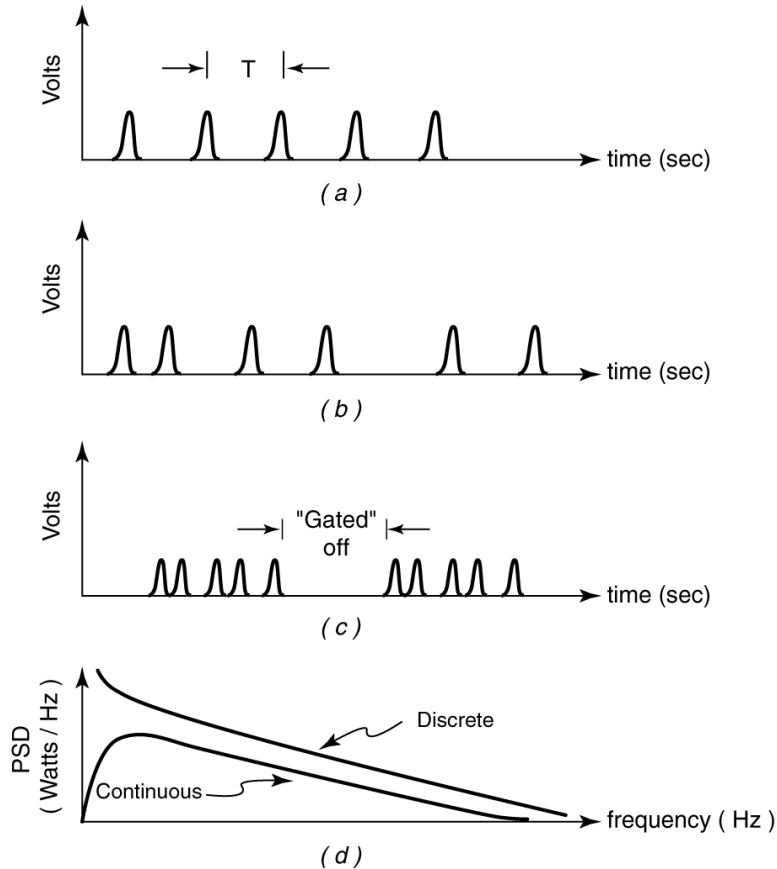 Volts
T
time (sec)
( a )
Volts
time (sec)
( b )
Volts
"Gated"
off
time (sec)
( c )
PSD
( Watts / Hz )
Discrete
Continuous
frequency ( Hz )
( d )